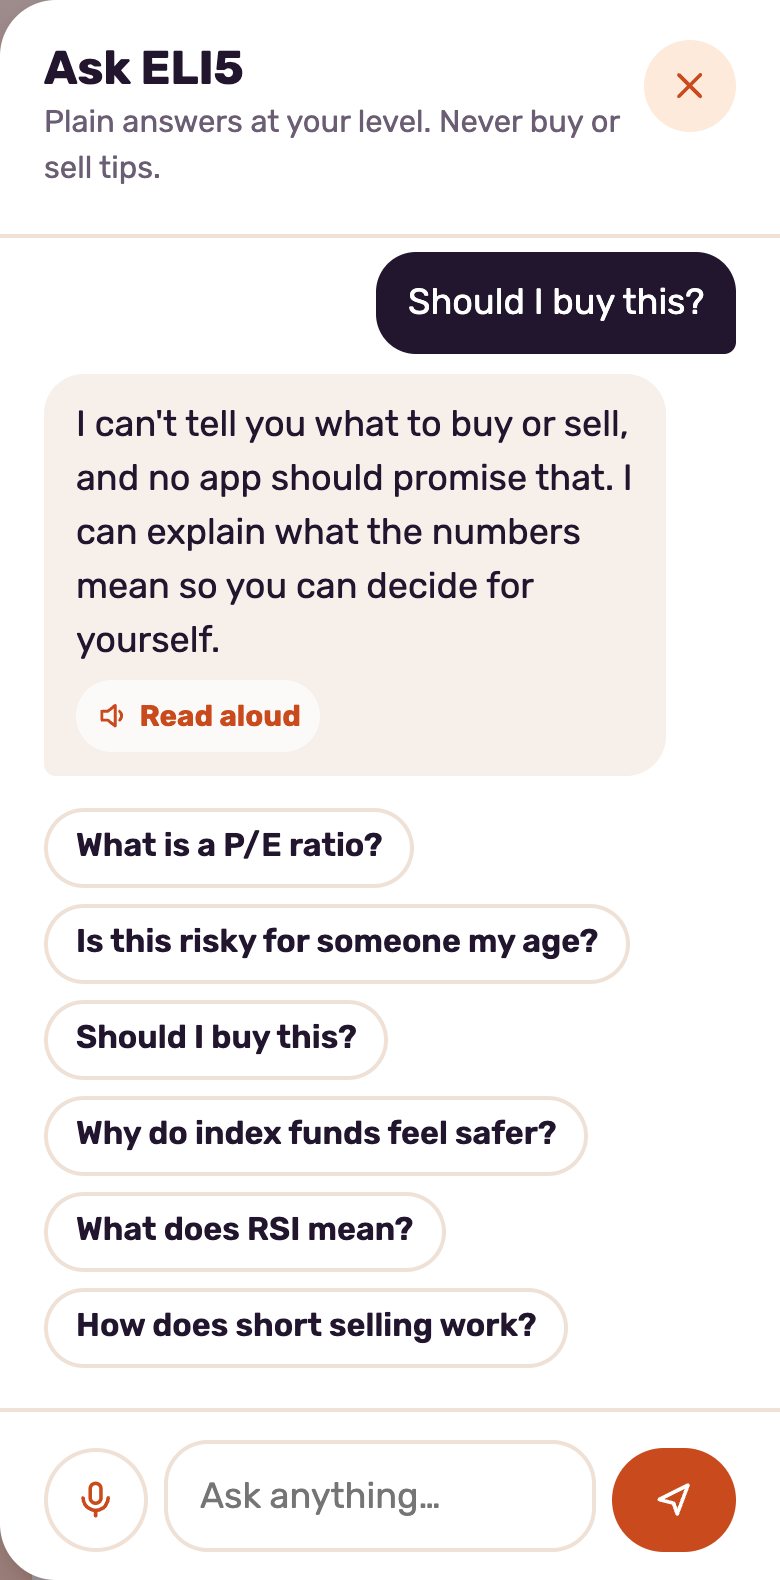 Ask ELI5
Plain answers at your level. Never buy or
sell tips.
Should I buy this?
I can't tell you what to buy or sell,
and no app should promise that. I
can explain what the numbers
mean so you can decide for
yourself.
Read aloud
What is a P/E ratio?
Is this risky for someone my age?
Should I buy this?
Why do index funds feel safer?
What does RSI mean?
How does short selling work?
Ask anything...